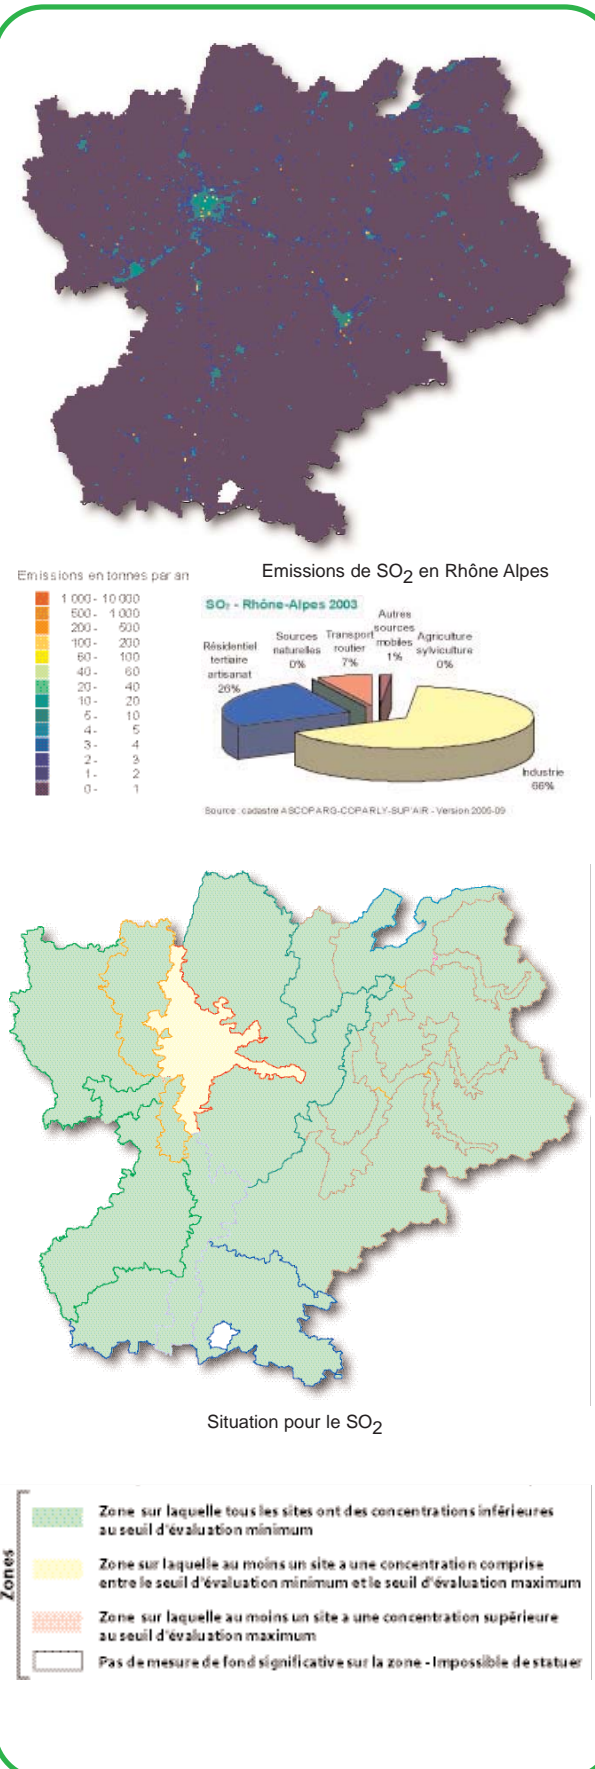 Emissions de SO2 en Rhône Alpes
Emissions en tonnes par an
1 000 - 10 000
500 - 1 000
200 - 500
100 - 200
60 - 100
40 - 60
20 - 40
10 - 20
5 - 10
4 - 5
3 - 4
2 - 3
1 - 2
0 - 1
SO2 - Rhône-Alpes 2003
Résidentiel
tertiaire
artisanat
26%
Sources
naturelles
0%
Transport
routier
7%
Autres
sources
mobiles
1%
Agriculture
sylviculture
0%
Industrie
66%
Source : cadastre ASCOPARG-COPARLY-SUP'AIR - Version 2005-09
Situation pour le SO2
Zones
Zone sur laquelle tous les sites ont des concentrations inférieures
au seuil d'évaluation minimum
Zone sur laquelle au moins un site a une concentration comprise
entre le seuil d'évaluation minimum et le seuil d'évaluation maximum
Zone sur laquelle au moins un site a une concentration supérieure
au seuil d'évaluation maximum
Pas de mesure de fond significative sur la zone - Impossible de statuer